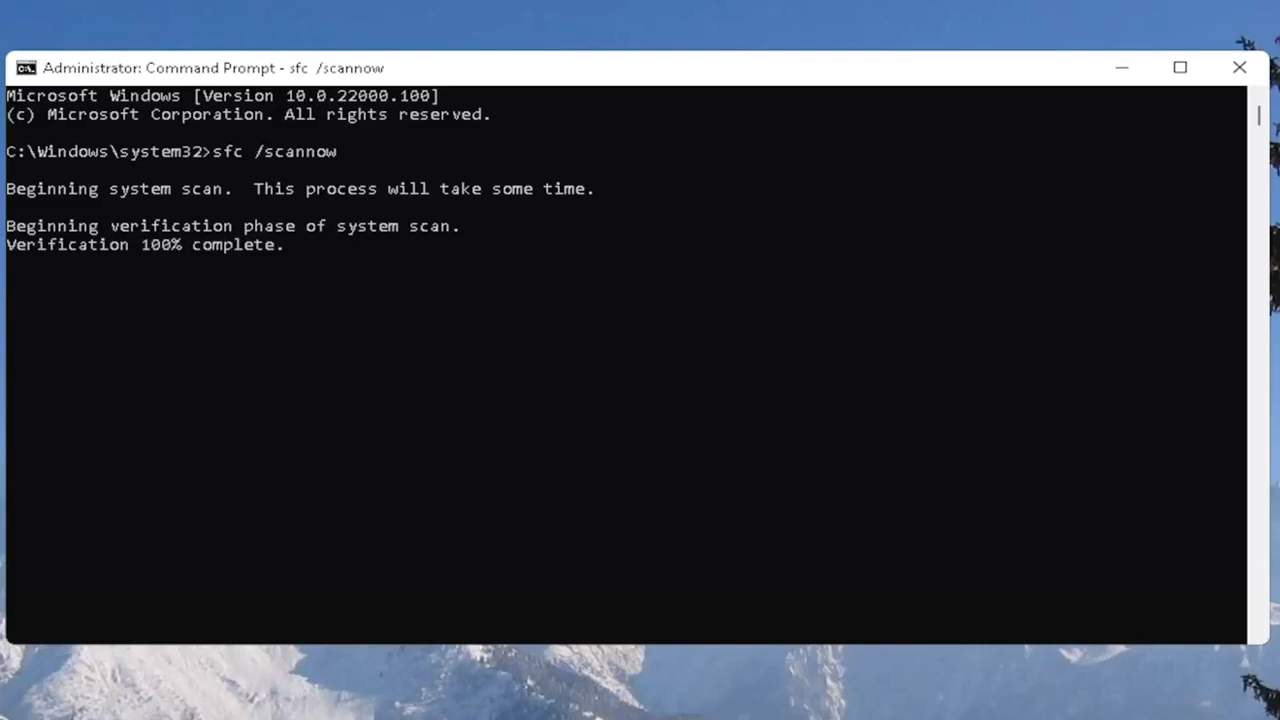 Administrator: Command Prompt - sfc  /scannow
Microsoft Windows [Version 10.0.22000.100]
(c) Microsoft Corporation. All rights reserved.
C:\Windows\system32>sfc /scannow
Beginning system scan.  This process will take some time.
Beginning verification phase of system scan.
Verification 100% complete.